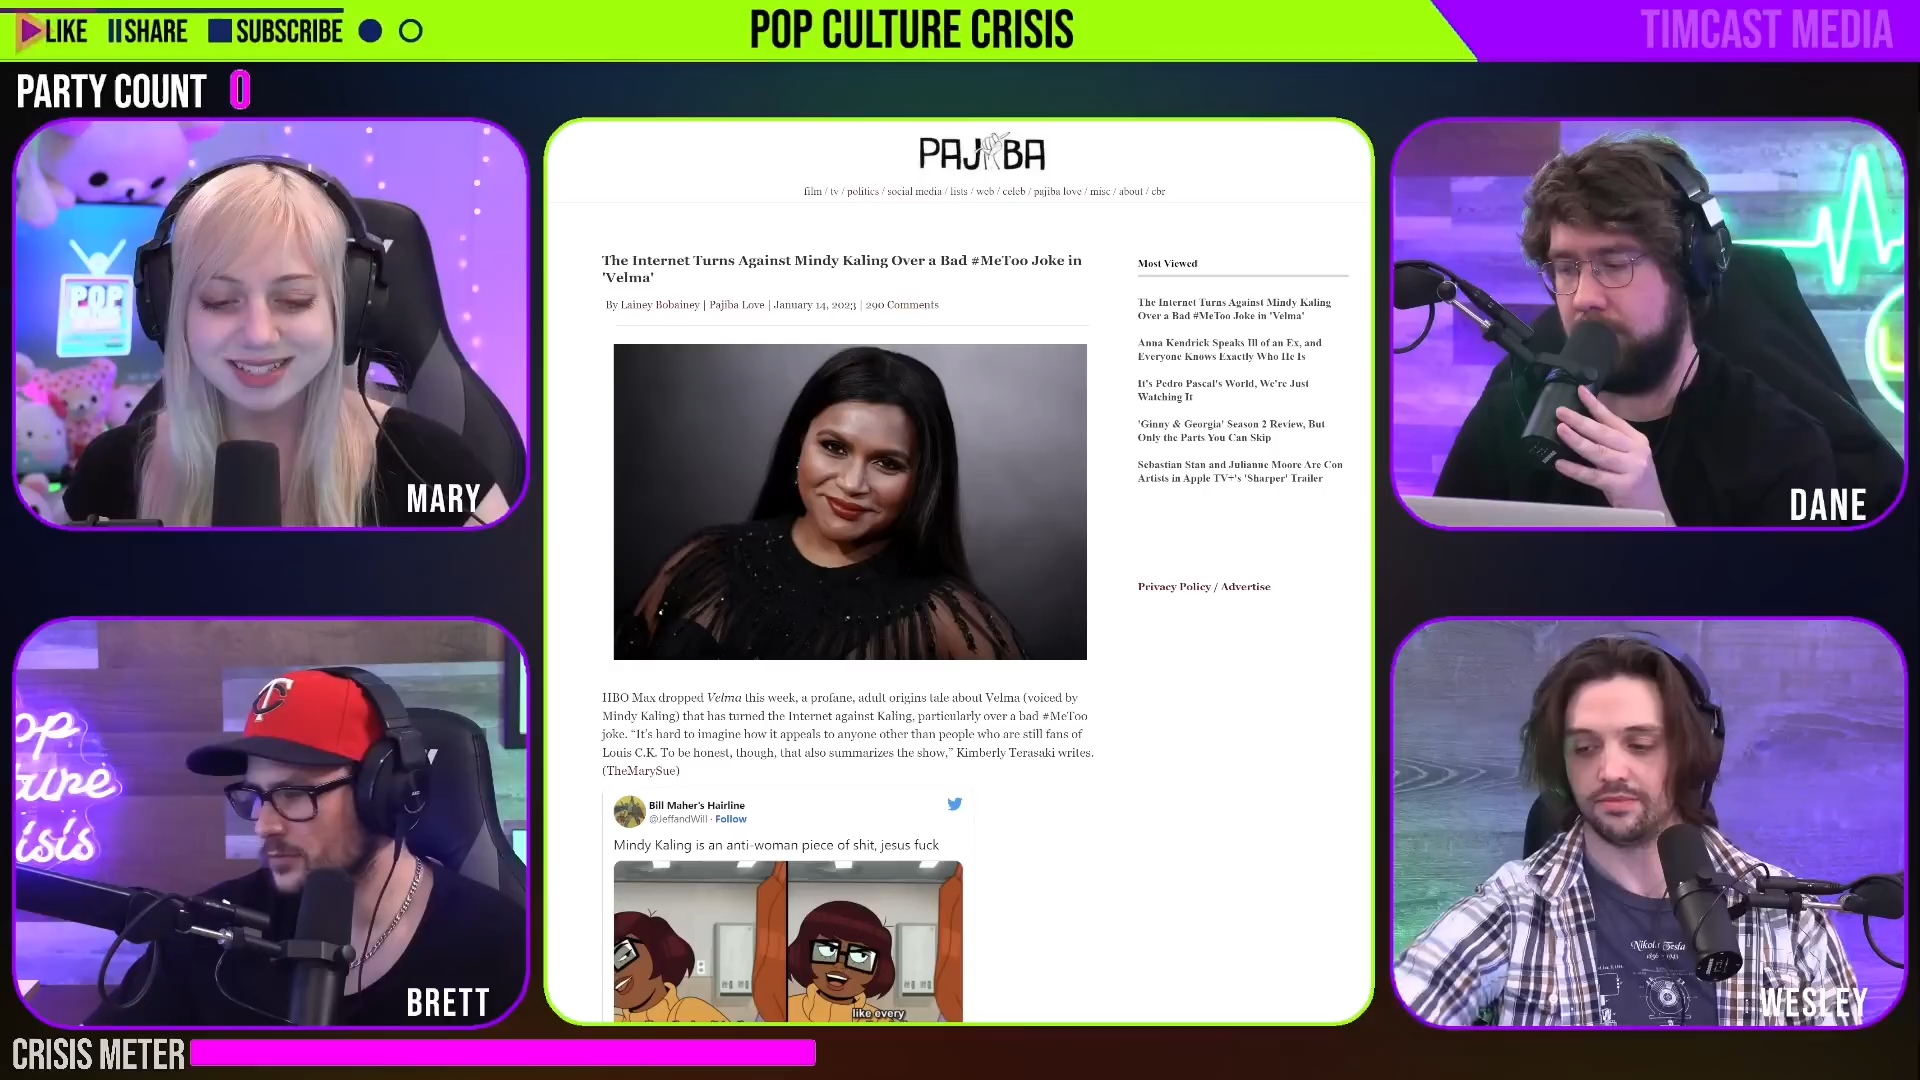 LIKE SHARE SUBSCRIBE
POP CULTURE CRISIS
TIMCAST MEDIA
PARTY COUNT 0
MARY
BRETT
DANE
WESLEY
POP
op
isis
Nikola Tesla
PAJIBA
film / tv / politics / social media / lists / web / celeb / pajiba love / misc / about / cbr
The Internet Turns Against Mindy Kaling Over a Bad #MeToo Joke in
'Velma'
By Lainey Bobainey | Pajiba Love | January 14, 2023 | 290 Comments
HBO Max dropped Velma this week, a profane, adult origins tale about Velma (voiced by
Mindy Kaling) that has turned the Internet against Kaling, particularly over a bad #MeToo
joke. “It's hard to imagine how it appeals to anyone other than people who are still fans of
Louis C.K. To be honest, though, that also summarizes the show,” Kimberly Terasaki writes.
(TheMarySue)
Bill Maher's Hairline
@JeffandWill · Follow
Mindy Kaling is an anti-woman piece of shit, jesus fuck
like every
Most Viewed
The Internet Turns Against Mindy Kaling
Over a Bad #MeToo Joke in 'Velma'
Anna Kendrick Speaks Ill of an Ex, and
Everyone Knows Exactly Who He Is
It's Pedro Pascal's World, We're Just
Watching It
'Ginny & Georgia' Season 2 Review, But
Only the Parts You Can Skip
Sebastian Stan and Julianne Moore Are Con
Artists in Apple TV+'s 'Sharper' Trailer
Privacy Policy / Advertise
CRISIS METER